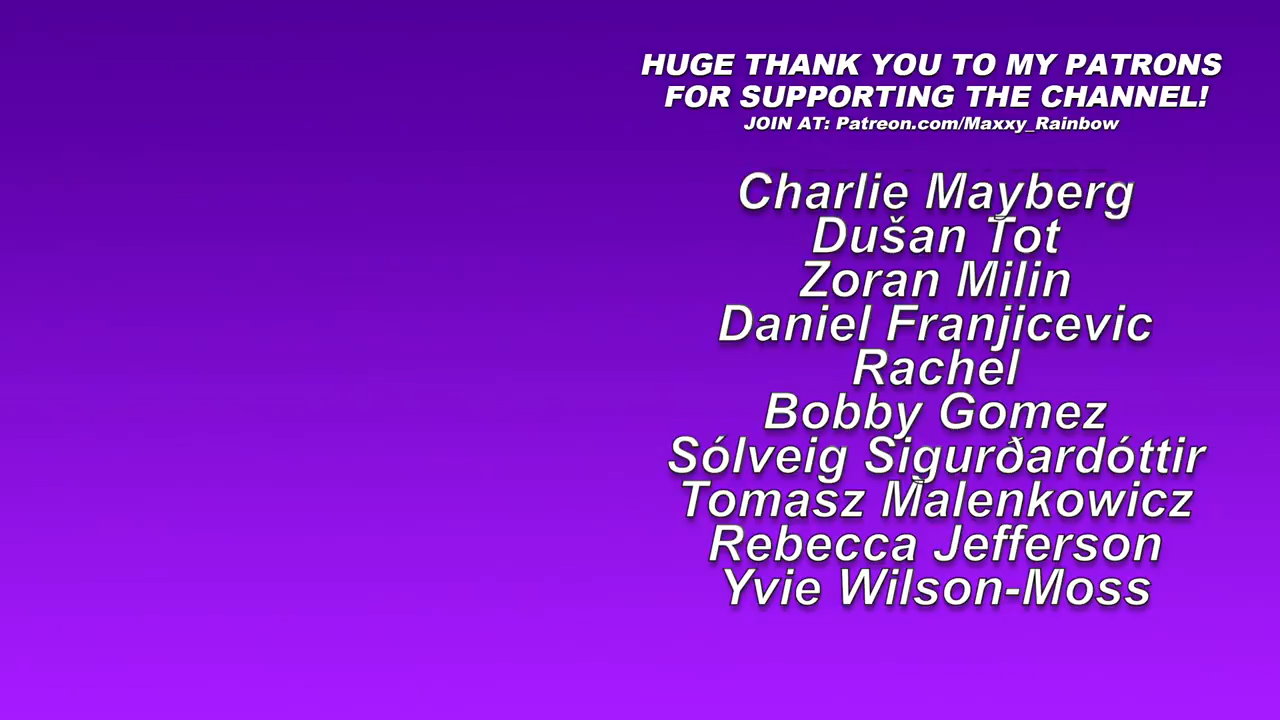 HUGE THANK YOU TO MY PATRONS
FOR SUPPORTING THE CHANNEL!
JOIN AT: Patreon.com/Maxxy_Rainbow
Charlie Mayberg
Dušan Tot
Zoran Milin
Daniel Franjicevic
Rachel
Bobby Gomez
Sólveig Sigurðardóttir
Tomasz Malenkowicz
Rebecca Jefferson
Yvie Wilson-Moss